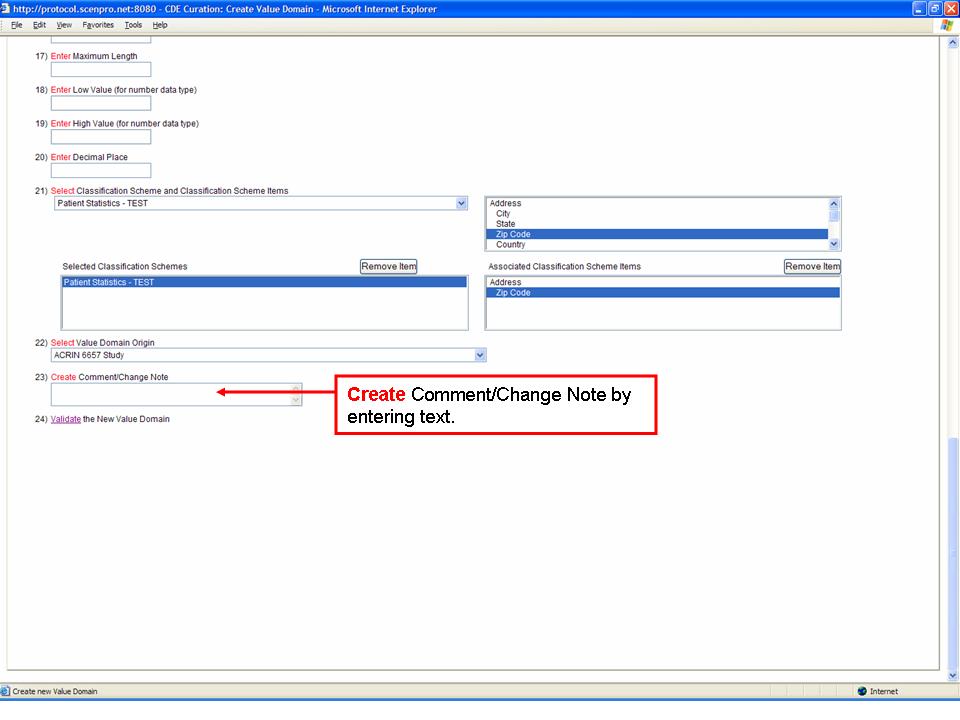 http://protocol.scenpro.net:8080 - CDE Curation: Create Value Domain - Microsoft Internet Explorer
File Edit View Favorites Tools Help
17) Enter Maximum Length
18) Enter Low Value (for number data type)
19) Enter High Value (for number data type)
20) Enter Decimal Place
21) Select Classification Scheme and Classification Scheme Items
Patient Statistics - TEST
Address
City
State
Zip Code
Country
Selected Classification Schemes
Remove Item
Patient Statistics - TEST
Associated Classification Scheme Items
Remove Item
Address
Zip Code
22) Select Value Domain Origin
ACRIN 6657 Study
23) Create Comment/Change Note
Create Comment/Change Note by
entering text.
24) Validate the New Value Domain
Create new Value Domain
Internet